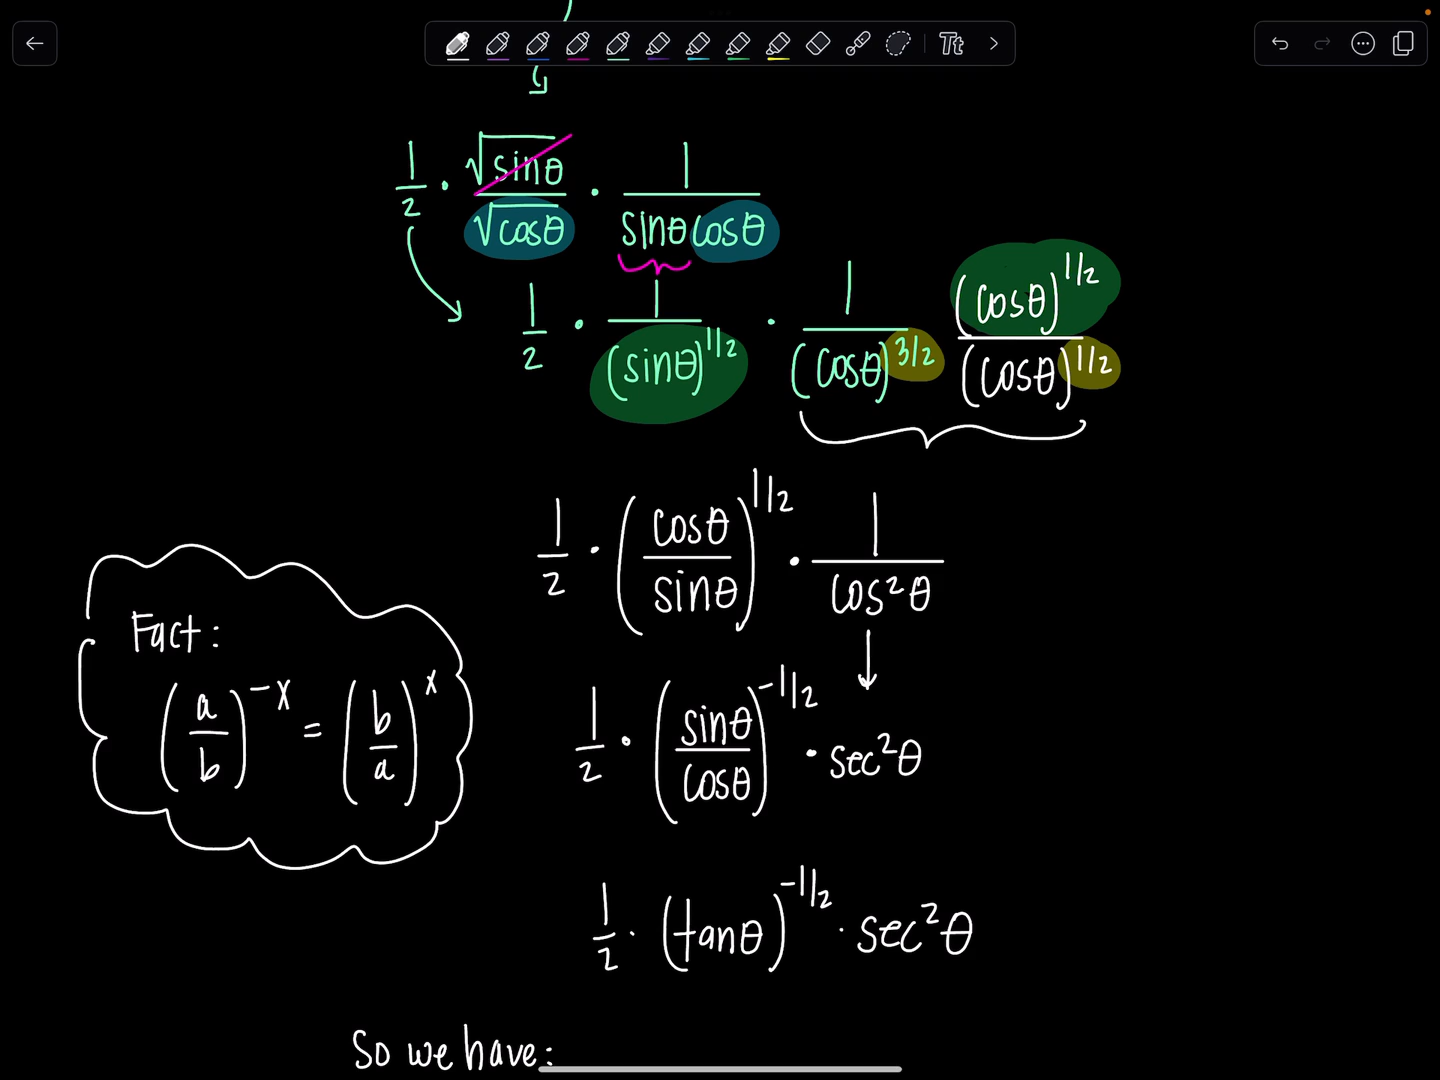 Tt
1/2 · √sinθ/√cosθ · 1/sinθcosθ
1/2 · 1/(sinθ)^1/2 · 1/(cosθ)^3/2 (cosθ)^1/2/(cosθ)^1/2
1/2 · (cosθ/sinθ)^1/2 · 1/cos²θ
Fact:
(a/b)^-x = (b/a)^x
1/2 · (sinθ/cosθ)^-1/2 · sec²θ
1/2 · (tanθ)^-1/2 · sec²θ
So we have: